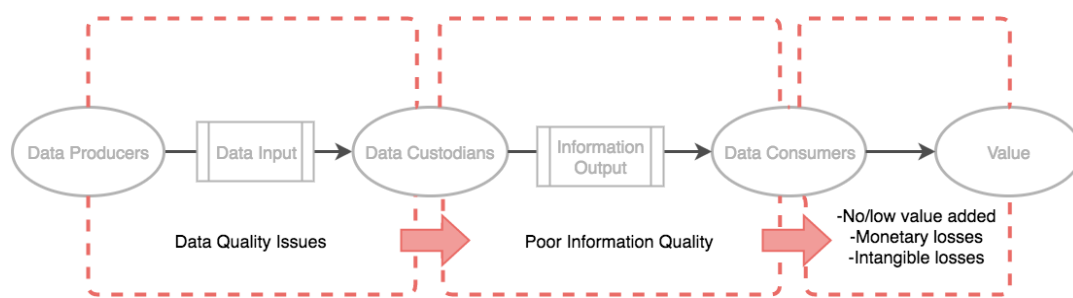 Data Producers
Data Input
Data Custodians
Information
Output
Data Consumers
Value
Data Quality Issues
Poor Information Quality
-No/low value added
-Monetary losses
-Intangible losses